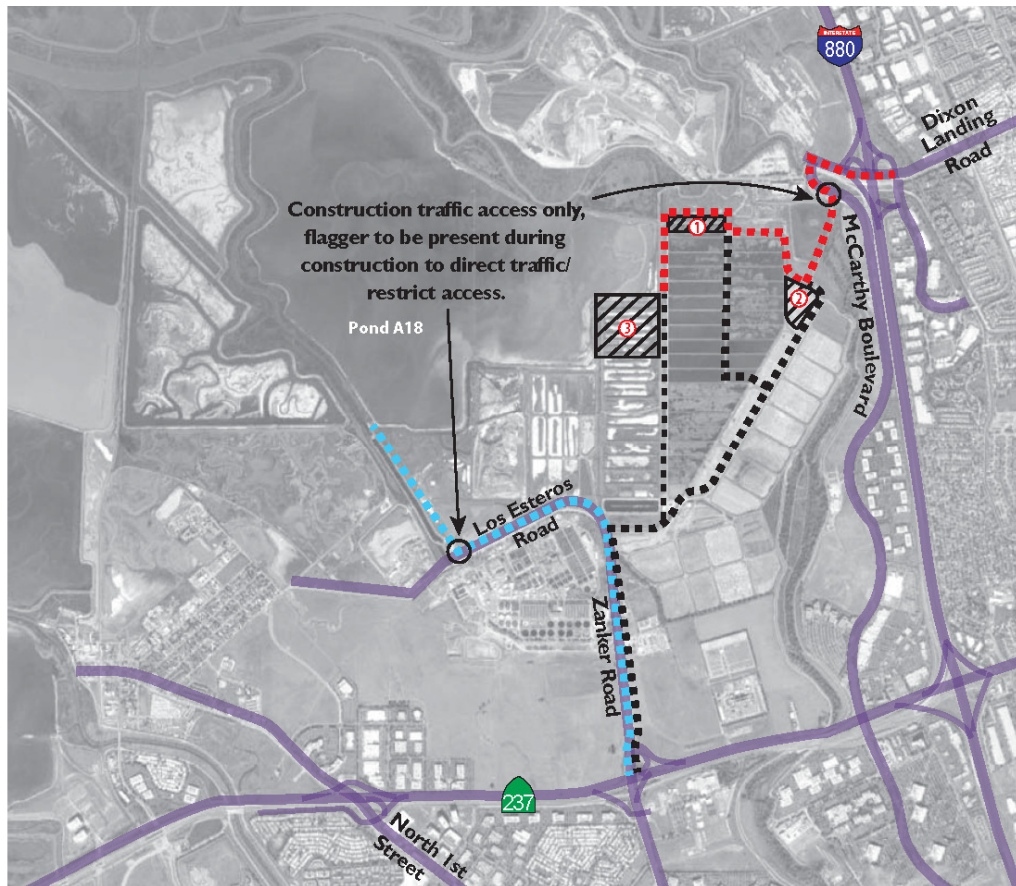 INTERSTATE
880
Dixon
Landing
Road
Construction traffic access only,
flagger to be present during
construction to direct traffic/
restrict access.
McCarthy Boulevard
1
2
3
Pond A18
Los Esteros
Road
Zanker Road
237
North 1st
Street